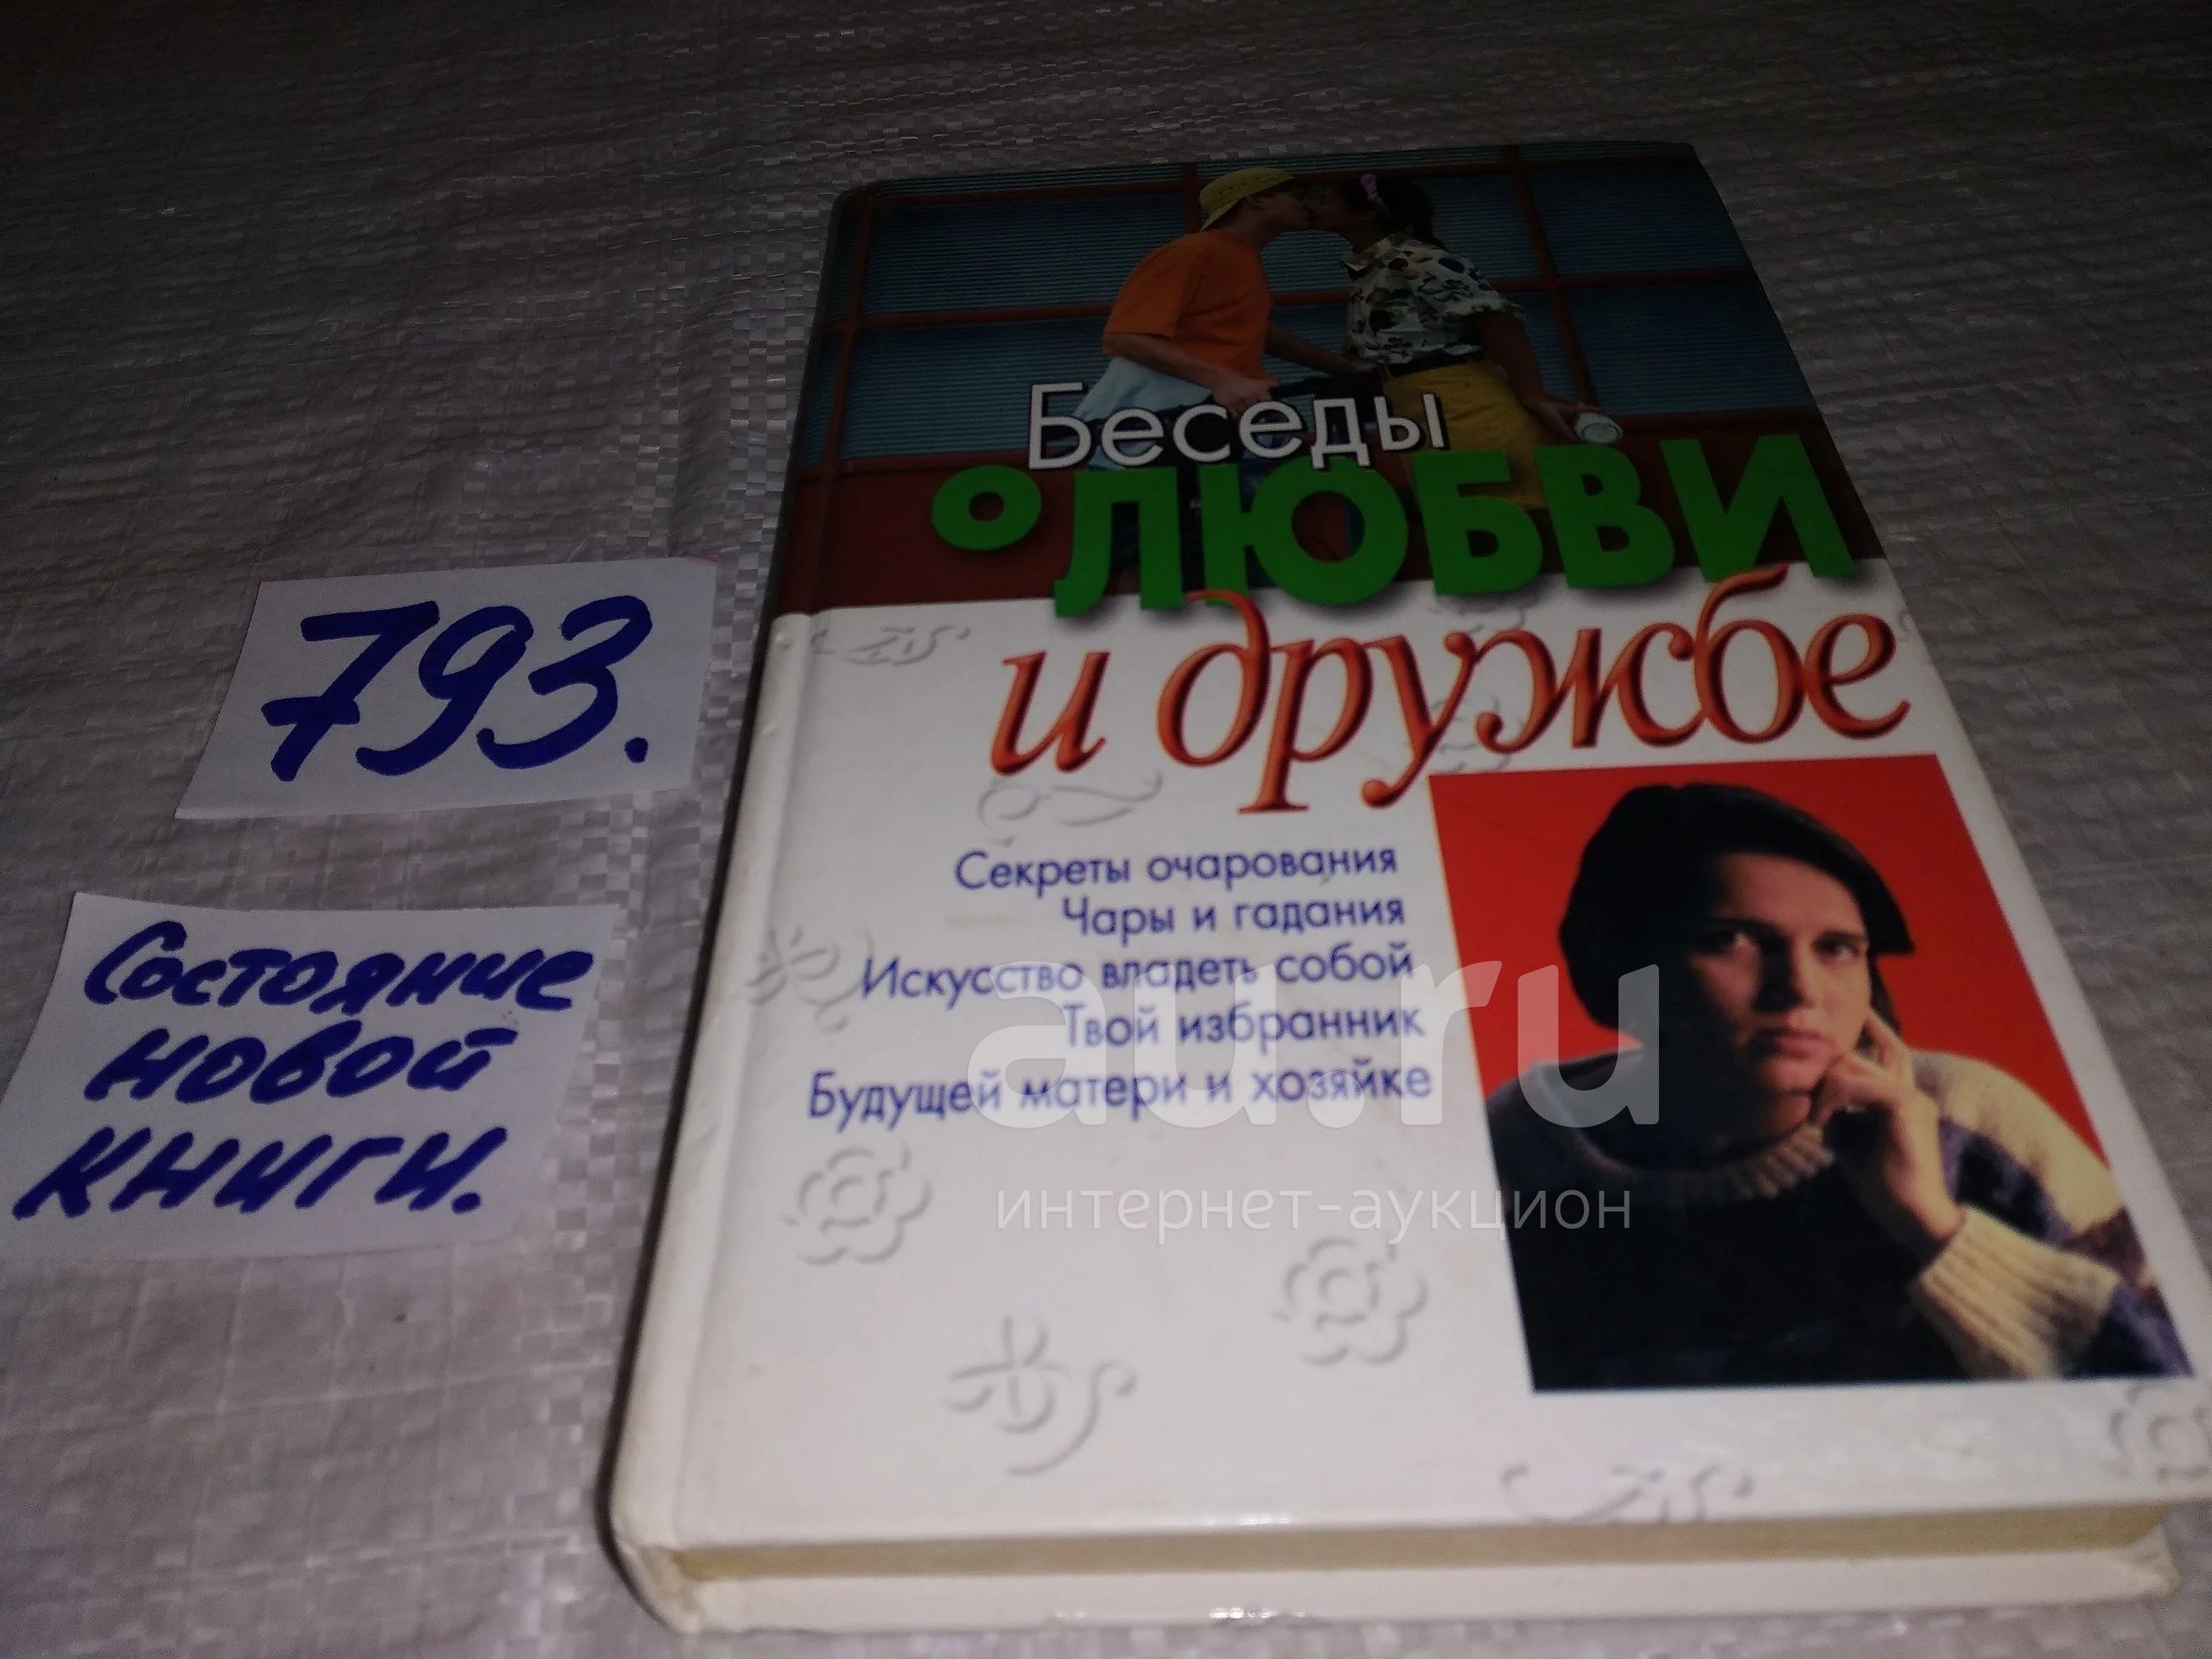 793.
Состояние
новой
книги.
Беседы
о ЛЮБВИ
и дружбе
Секреты очарования
Чары и гадания
Искусство владеть собой
Твой избранник
Будущей матери и хозяйке
au.ru
интернет-аукцион